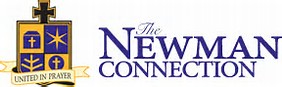 UNITED IN PRAYER
The
NEWMAN
CONNECTION